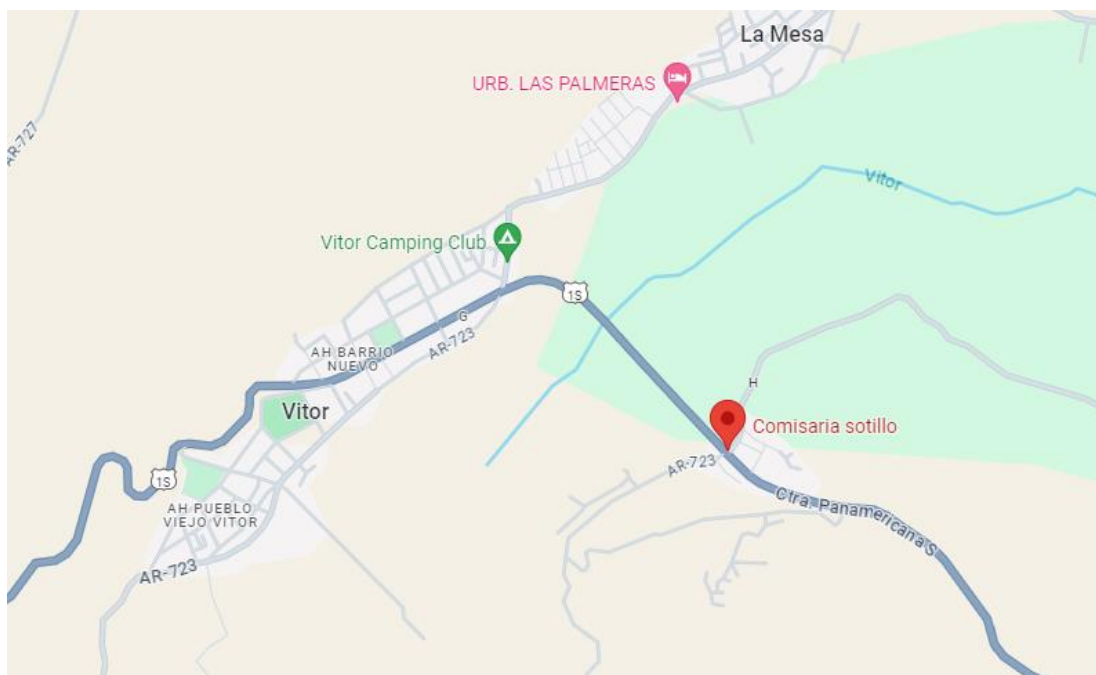 La Mesa
URB. LAS PALMERAS
AR-727
Vitor
Vitor Camping Club
1S
G
AR-723
AH BARRIO
NUEVO
H
Vitor
Comisaria sotillo
AR-723
1S
Ctra. Panamericana S
AH PUEBLO
VIEJO VITOR
AR-723